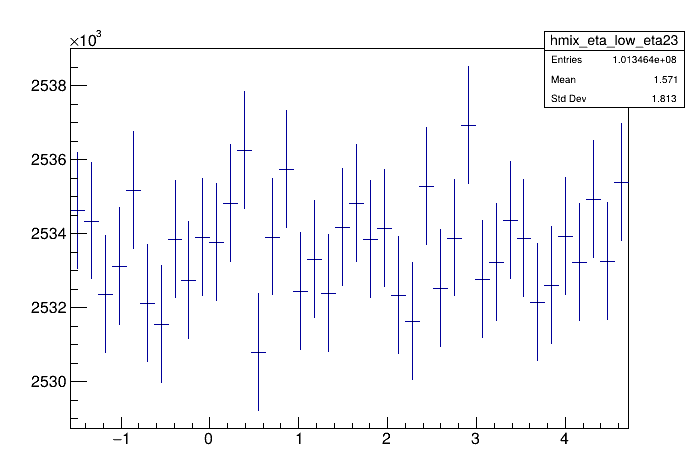 ×10³
hmix_eta_low_eta23
Entries 1.013464e+08
Mean 1.571
Std Dev 1.813
2538
2536
2534
2532
2530
−1 0 1 2 3 4